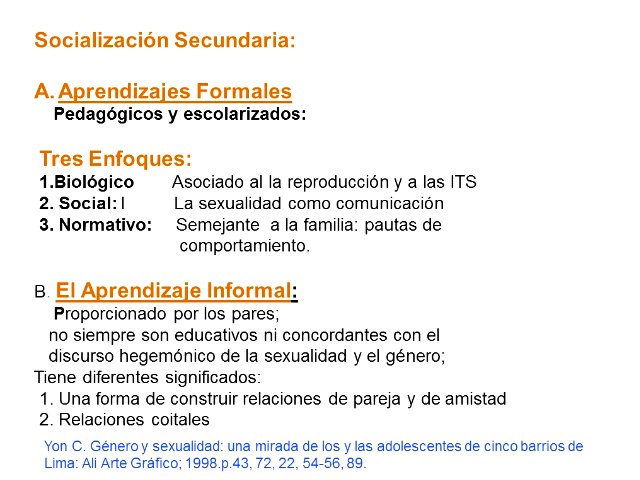 Socialización Secundaria:
A. Aprendizajes Formales
Pedagógicos y escolarizados:
Tres Enfoques:
1.Biológico Asociado al la reproducción y a las ITS
2. Social: I La sexualidad como comunicación
3. Normativo: Semejante a la familia: pautas de
comportamiento.
B. El Aprendizaje Informal:
Proporcionado por los pares;
no siempre son educativos ni concordantes con el
discurso hegemónico de la sexualidad y el género;
Tiene diferentes significados:
1. Una forma de construir relaciones de pareja y de amistad
2. Relaciones coitales
Yon C. Género y sexualidad: una mirada de los y las adolescentes de cinco barrios de
Lima: Ali Arte Gráfico; 1998.p.43, 72, 22, 54-56, 89.